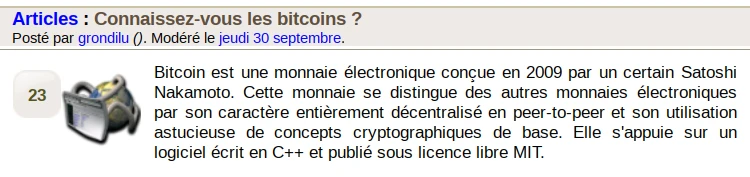 Articles : Connaissez-vous les bitcoins ?
Posté par grondilu (). Modéré le jeudi 30 septembre.
23
Bitcoin est une monnaie électronique conçue en 2009 par un certain Satoshi
Nakamoto. Cette monnaie se distingue des autres monnaies électroniques
par son caractère entièrement décentralisé en peer-to-peer et son utilisation
astucieuse de concepts cryptographiques de base. Elle s'appuie sur un
logiciel écrit en C++ et publié sous licence libre MIT.